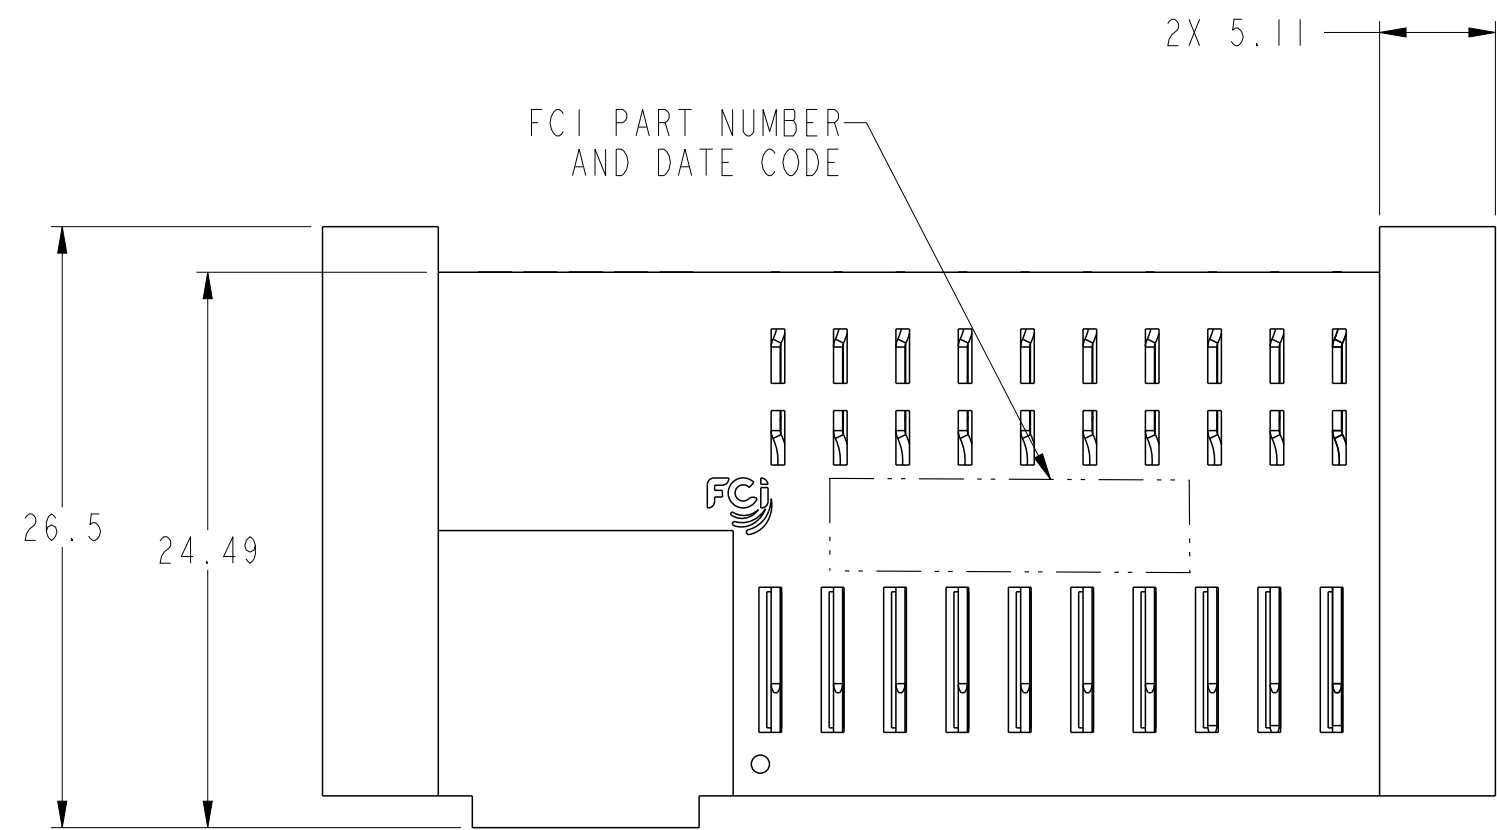 2X 5.11
FCI PART NUMBER
AND DATE CODE
FCi
26.5
24.49